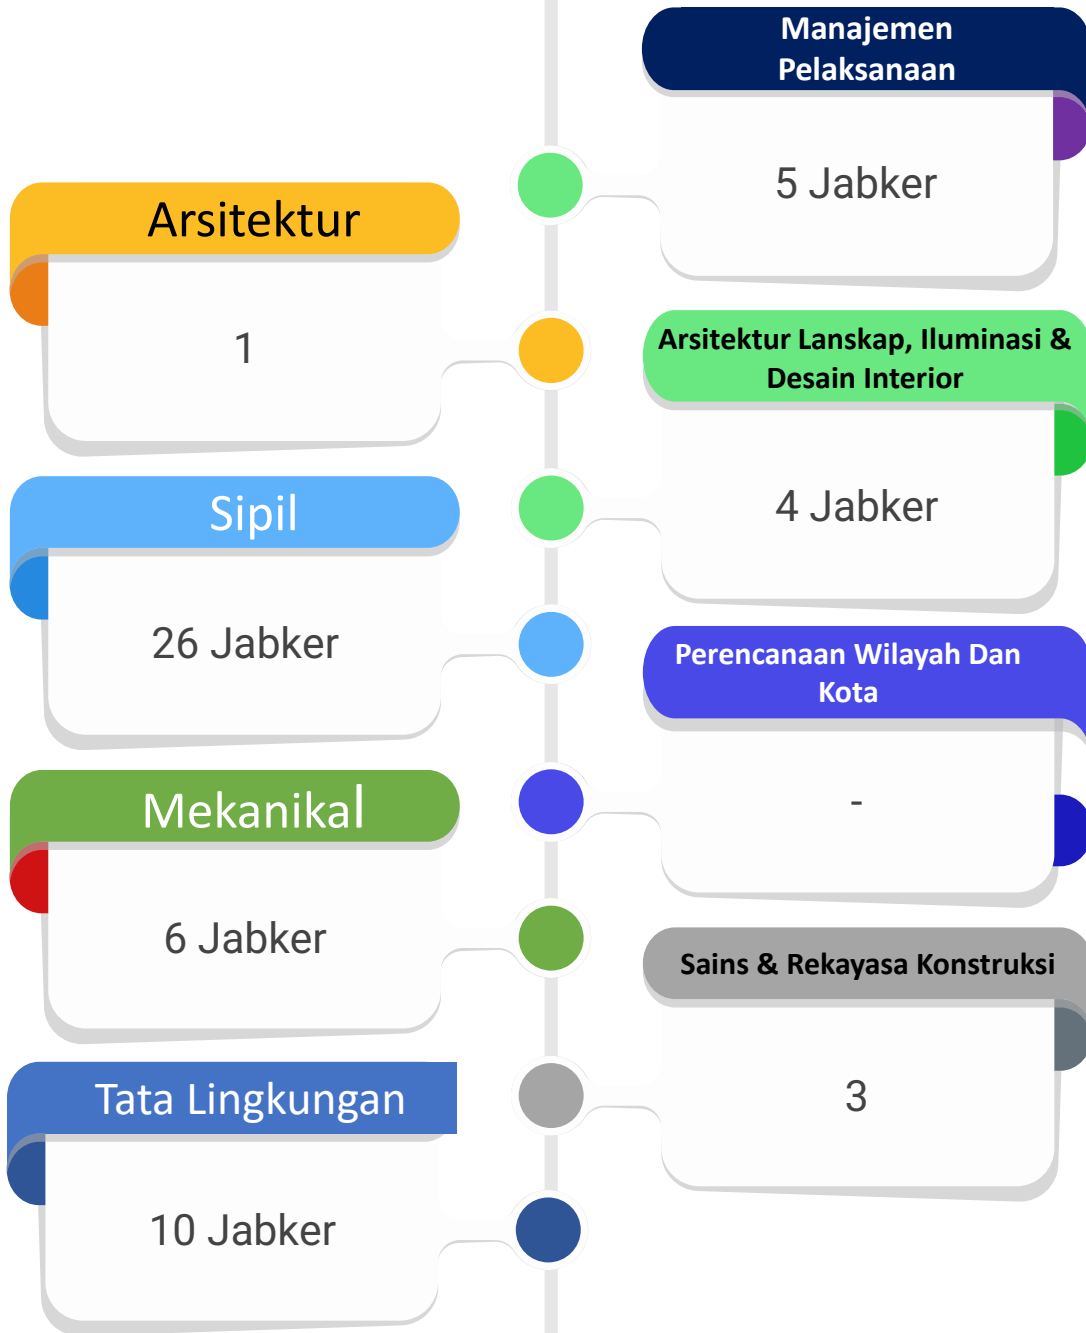 Manajemen
Pelaksanaan
5 Jabker
Arsitektur
1
Arsitektur Lanskap, Iluminasi &
Desain Interior
4 Jabker
Sipil
26 Jabker
Perencanaan Wilayah Dan
Kota
-
Mekanikal
6 Jabker
Sains & Rekayasa Konstruksi
3
Tata Lingkungan
10 Jabker